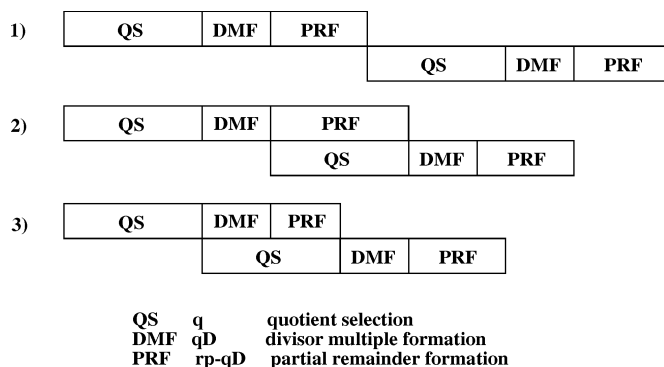 1) QS DMF PRF
QS DMF PRF
2) QS DMF PRF
QS DMF PRF
3) QS DMF PRF
QS DMF PRF
QS q quotient selection
DMF qD divisor multiple formation
PRF rp-qD partial remainder formation